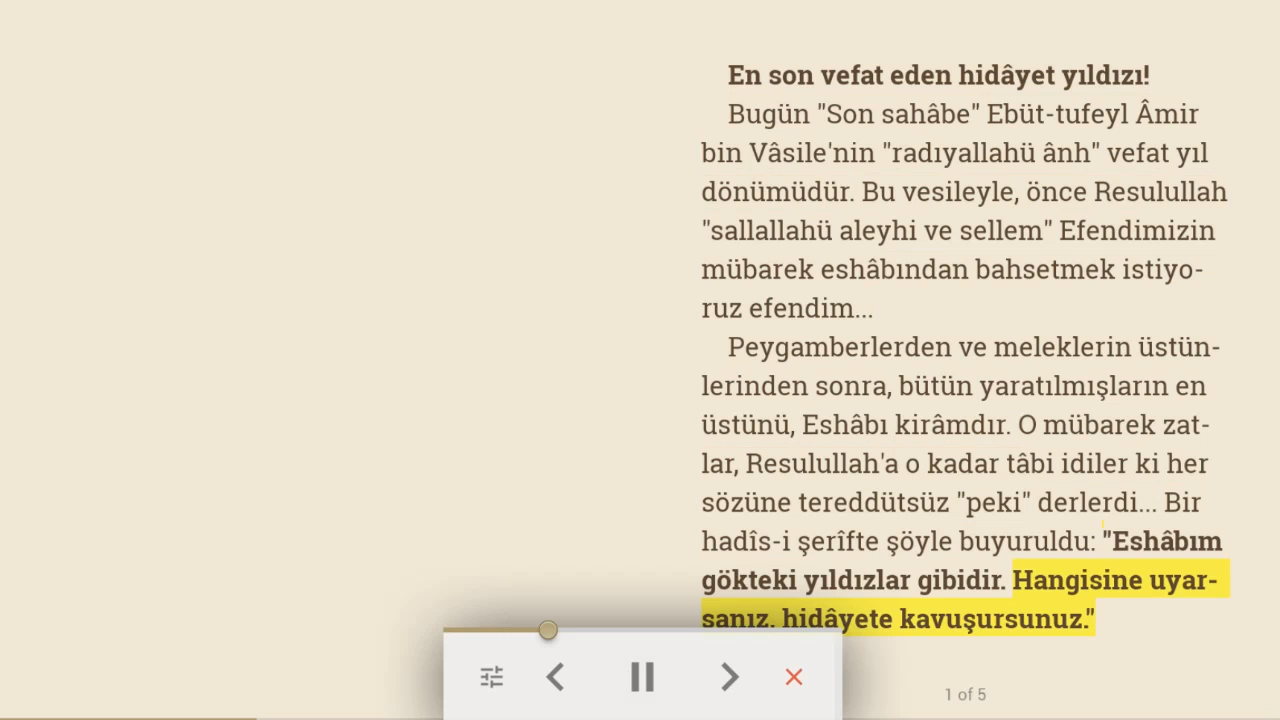 En son vefat eden hidâyet yıldızı!
Bugün "Son sahâbe" Ebüt-tufeyl Âmir
bin Vâsile'nin "radıyallahü ânh" vefat yıl
dönümüdür. Bu vesileyle, önce Resulullah
"sallallahü aleyhi ve sellem" Efendimizin
mübarek eshâbından bahsetmek istiyo-
ruz efendim...
Peygamberlerden ve meleklerin üstün-
lerinden sonra, bütün yaratılmışların en
üstünü, Eshâbı kirâmdır. O mübarek zat-
lar, Resulullah'a o kadar tâbi idiler ki her
sözüne tereddütsüz "peki" derlerdi... Bir
hadîs-i şerîfte şöyle buyuruldu: "Eshâbım
gökteki yıldızlar gibidir. Hangisine uyar-
sanız, hidâyete kavuşursunuz."
1 of 5